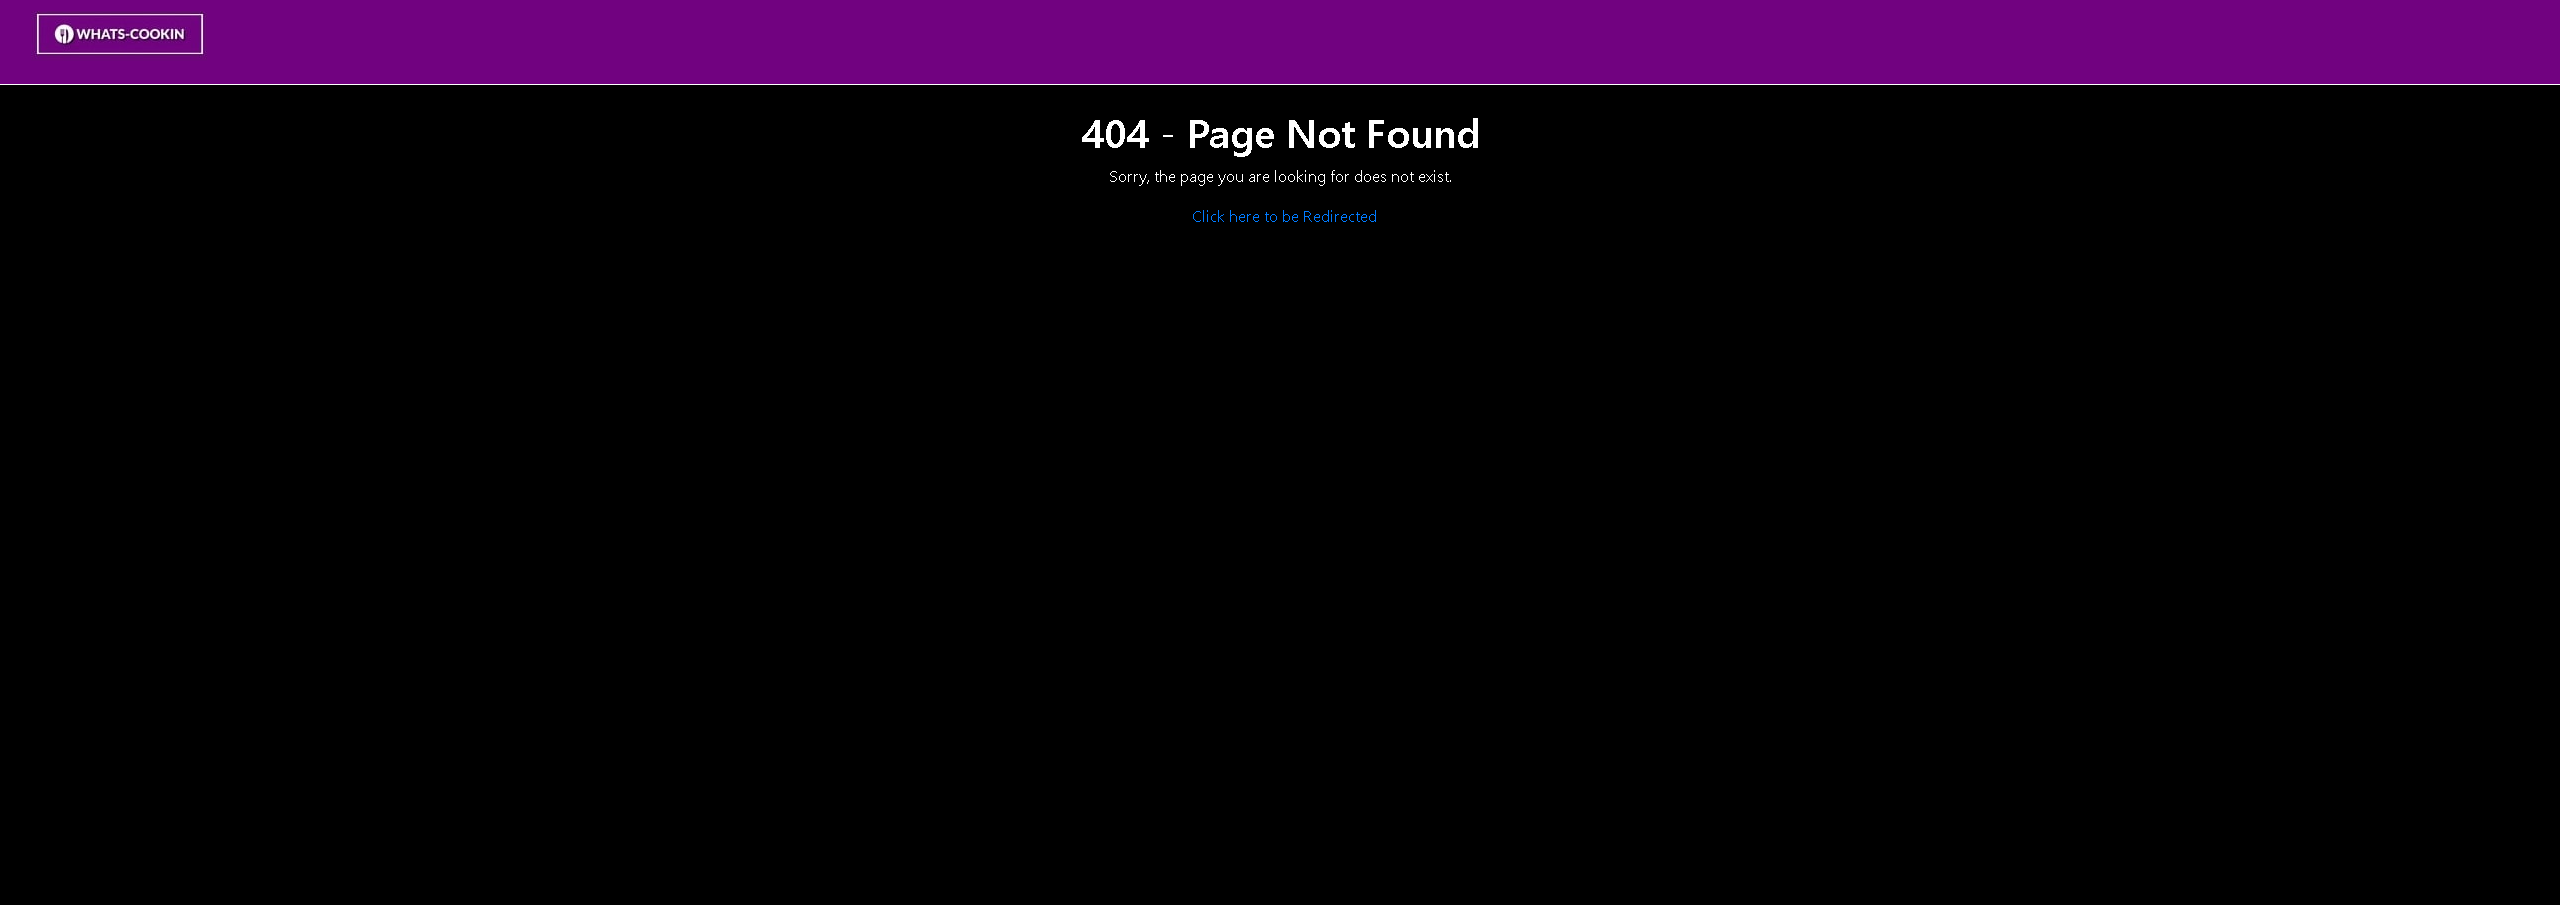 WHATS-COOKIN
404 - Page Not Found
Sorry, the page you are looking for does not exist.
Click here to be Redirected